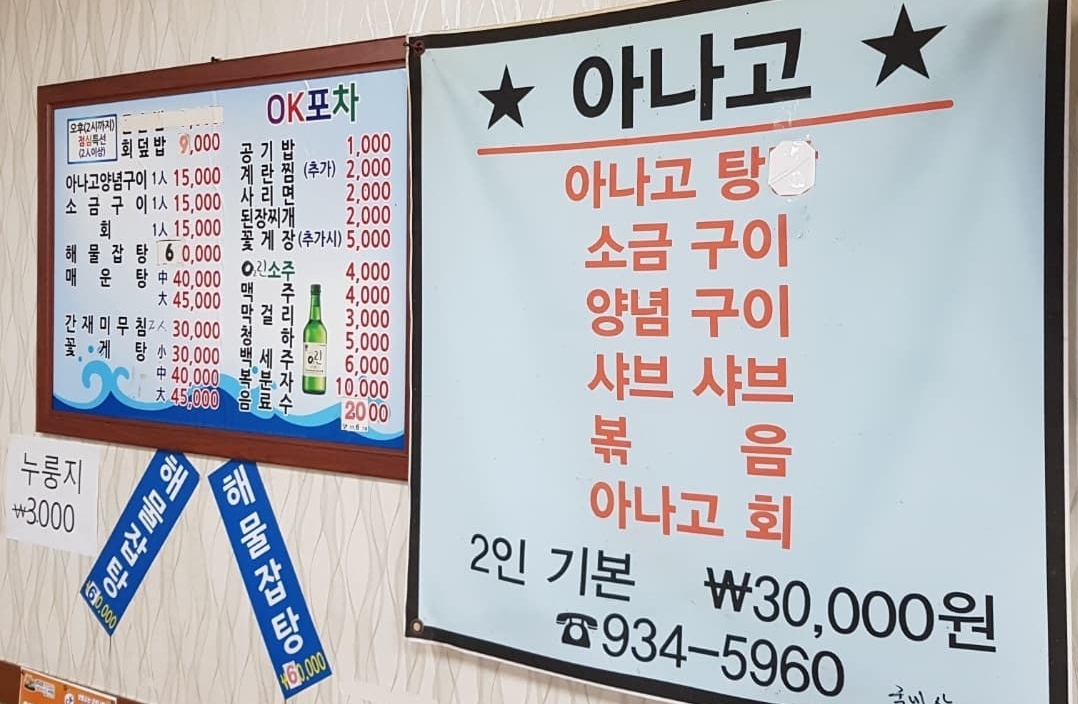 OK포차
오후(2시까지)
점심특선
(2人이상)
회덮밥 9,000
아나고양념구이 1人 15,000
소금구이 1人 15,000
회 1人 15,000
해물잡탕 60,000
매운탕 中 40,000
大 45,000
간재미무침 2人 30,000
꽃게탕 小 30,000
中 40,000
大 45,000
공기밥 1,000
계란찜 (추가) 2,000
사리면 2,000
된장찌개 2,000
꽃게장 (추가시) 5,000
O2린소주 4,000
맥주 4,000
막걸리 3,000
청하 5,000
백세주 6,000
복분자 10,000
음료수 2000
O2린
누룽지
₩3000
해물잡탕
60,000
해물잡탕
60,000
★ 아나고 ★
아나고 탕
소금 구이
양념 구이
샤브 샤브
볶음
아나고 회
2인 기본 ₩30,000원
☎934-5960